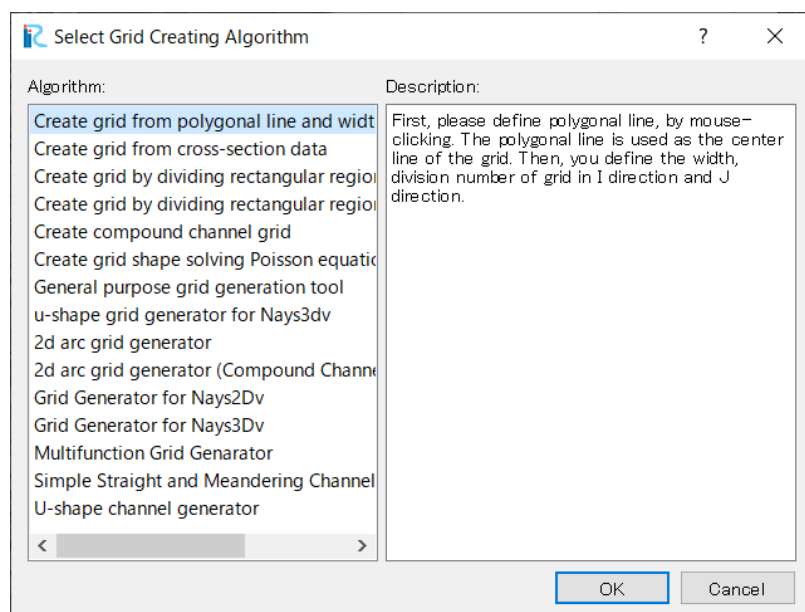 Select Grid Creating Algorithm
Algorithm:
Create grid from polygonal line and widt
Create grid from cross-section data
Create grid by dividing rectangular regio
Create grid by dividing rectangular regio
Create compound channel grid
Create grid shape solving Poisson equatic
General purpose grid generation tool
u-shape grid generator for Nays3dv
2d arc grid generator
2d arc grid generator (Compound Channe
Grid Generator for Nays2Dv
Grid Generator for Nays3Dv
Multifunction Grid Genarator
Simple Straight and Meandering Channel
U-shape channel generator
Description:
First, please define polygonal line, by mouse-
clicking. The polygonal line is used as the center
line of the grid. Then, you define the width,
division number of grid in I direction and J
direction.
OK
Cancel